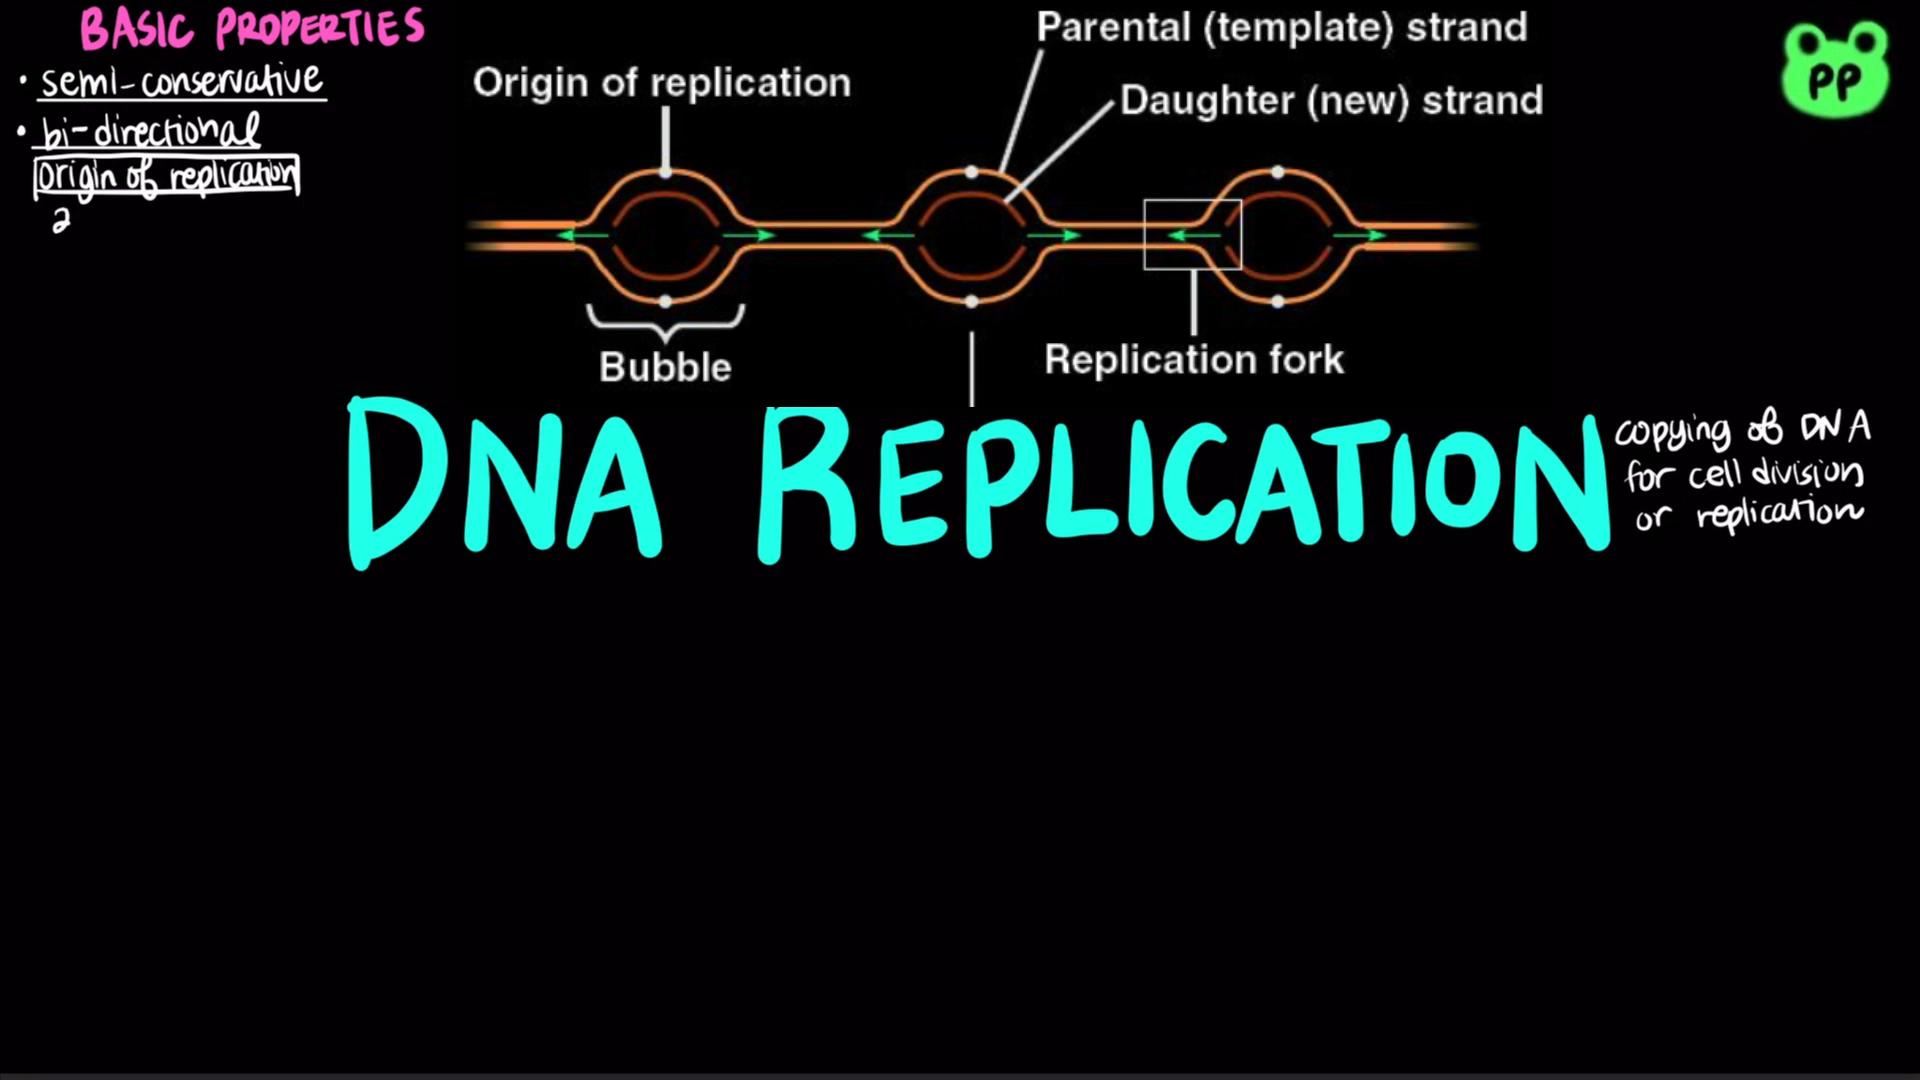 BASIC PROPERTIES
• semi-conservative
• bi-directional
Origin of replication
2
Origin of replication
Parental (template) strand
Daughter (new) strand
Bubble
Replication fork
PP
DNA REPLICATION
copying of DNA
for cell division
or replication